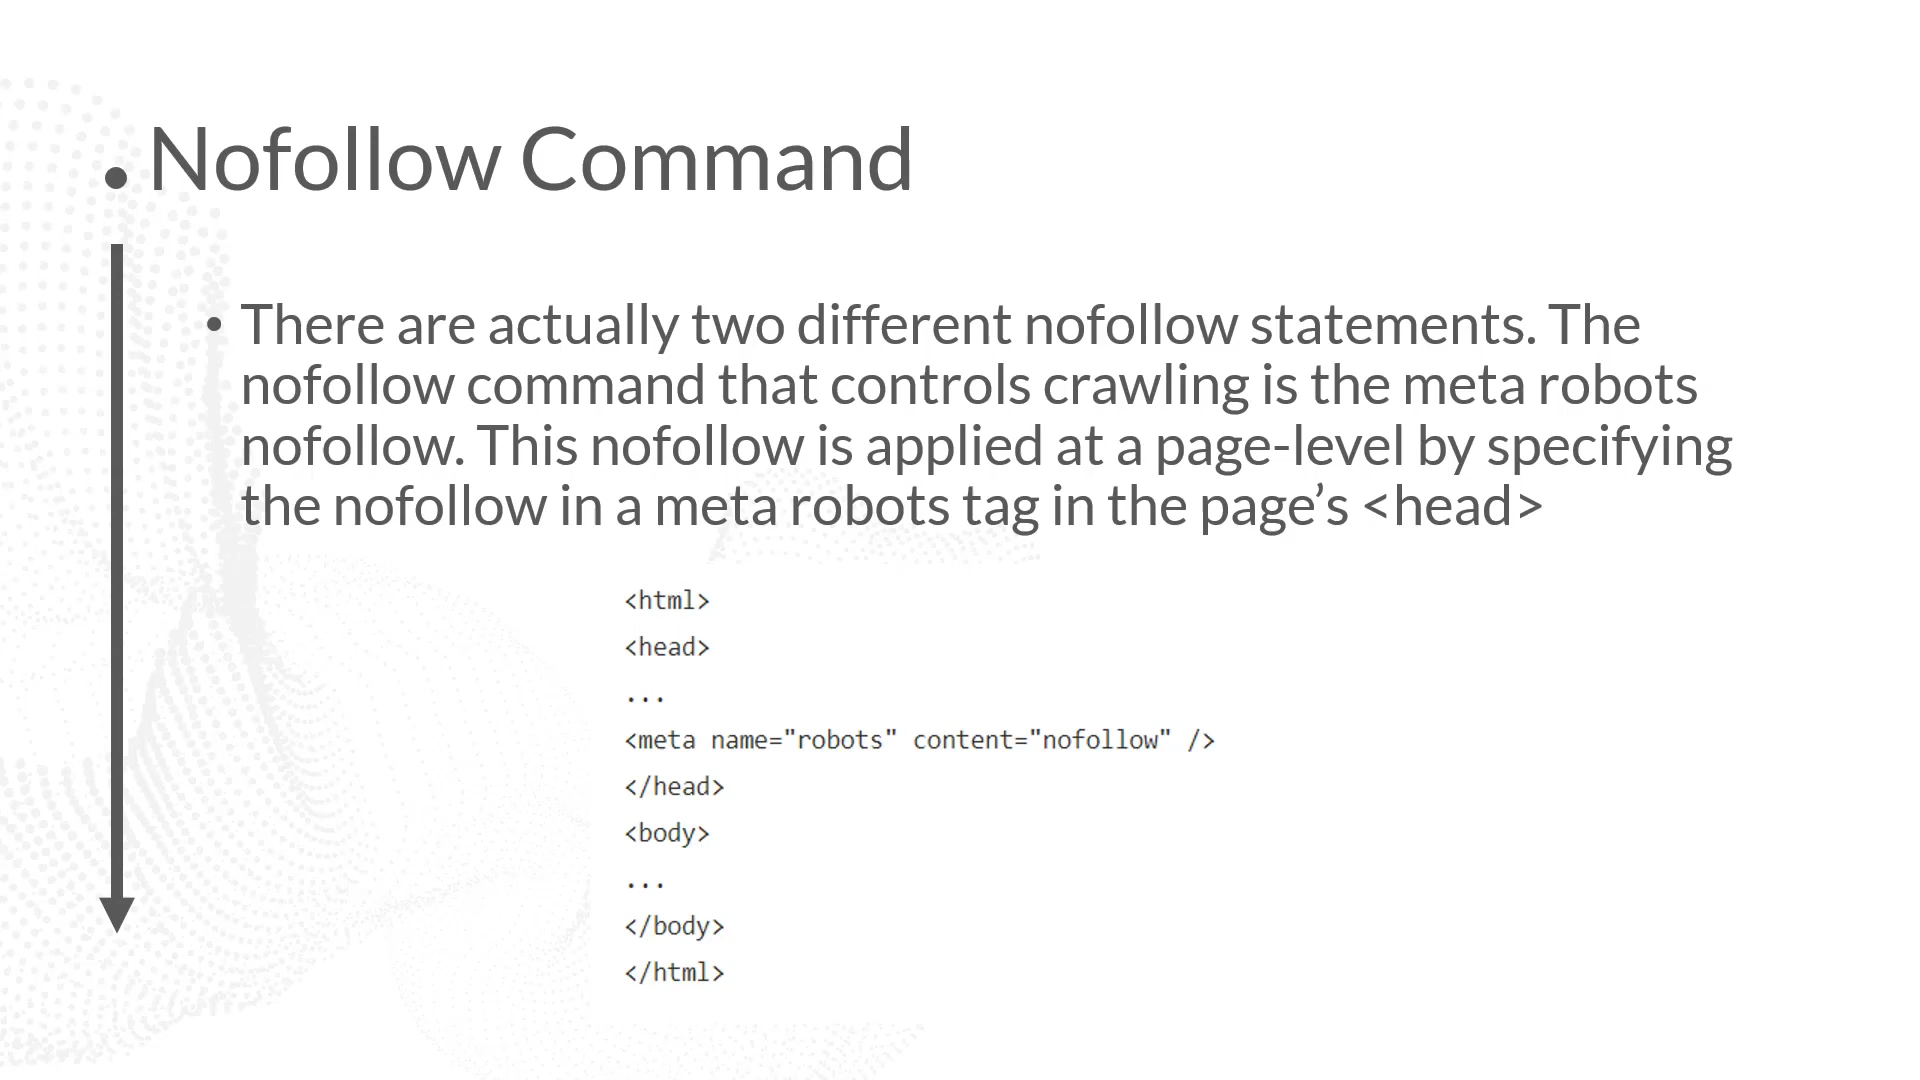 • Nofollow Command
• There are actually two different nofollow statements. The
nofollow command that controls crawling is the meta robots
nofollow. This nofollow is applied at a page-level by specifying
the nofollow in a meta robots tag in the page’s <head>
<html>
<head>
...
<meta name="robots" content="nofollow" />
</head>
<body>
...
</body>
</html>